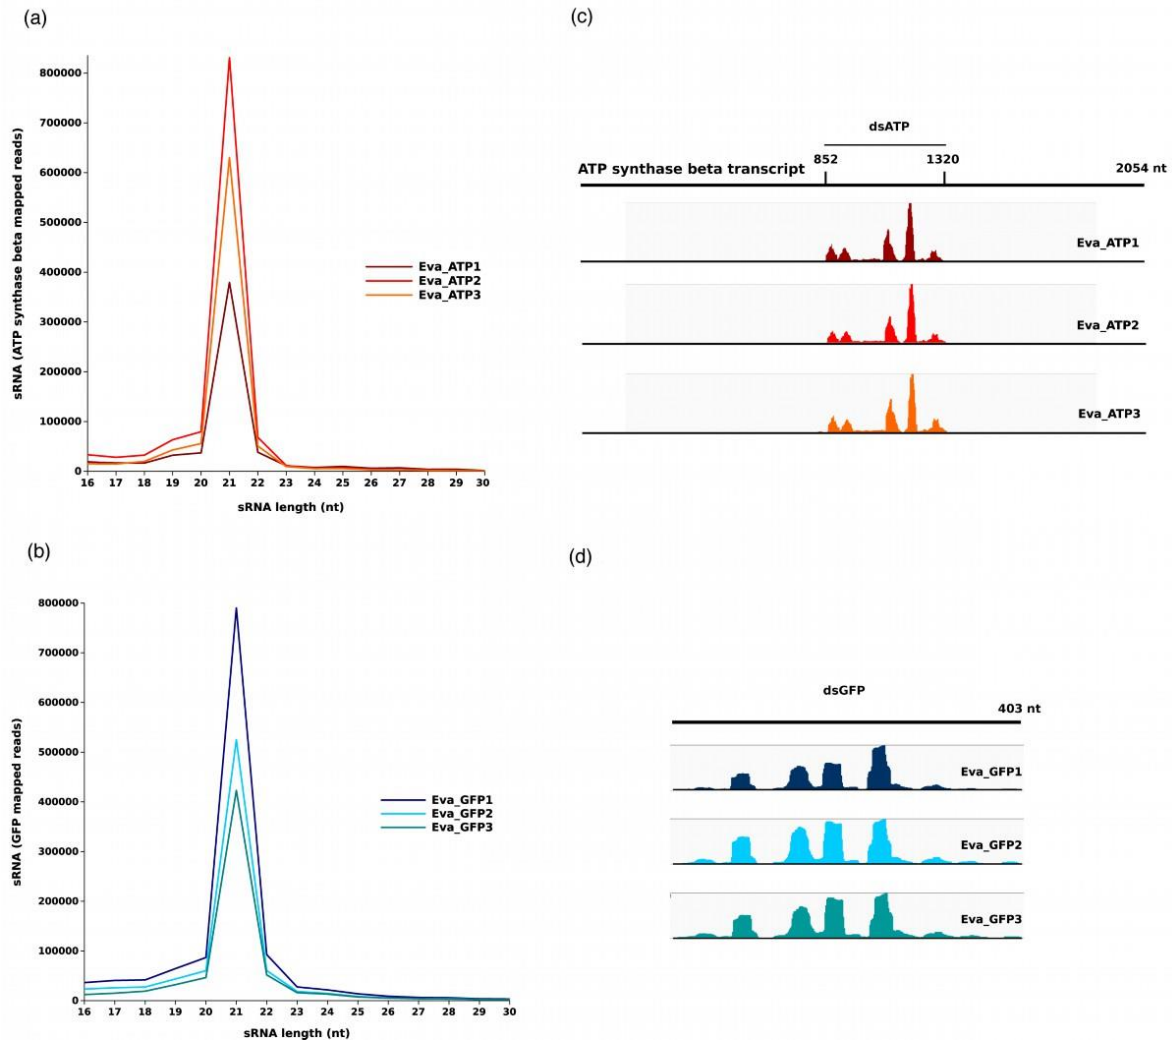 (a)
800000
700000
600000
500000
400000
300000
200000
100000
0
sRNA (ATP synthase beta mapped reads)
Eva_ATP1
Eva_ATP2
Eva_ATP3
16 17 18 19 20 21 22 23 24 25 26 27 28 29 30
sRNA length (nt)
(c)
dsATP
852 1320
ATP synthase beta transcript 2054 nt
Eva_ATP1
Eva_ATP2
Eva_ATP3
(b)
800000
700000
600000
500000
400000
300000
200000
100000
0
sRNA (GFP mapped reads)
Eva_GFP1
Eva_GFP2
Eva_GFP3
16 17 18 19 20 21 22 23 24 25 26 27 28 29 30
sRNA length (nt)
(d)
dsGFP
403 nt
Eva_GFP1
Eva_GFP2
Eva_GFP3